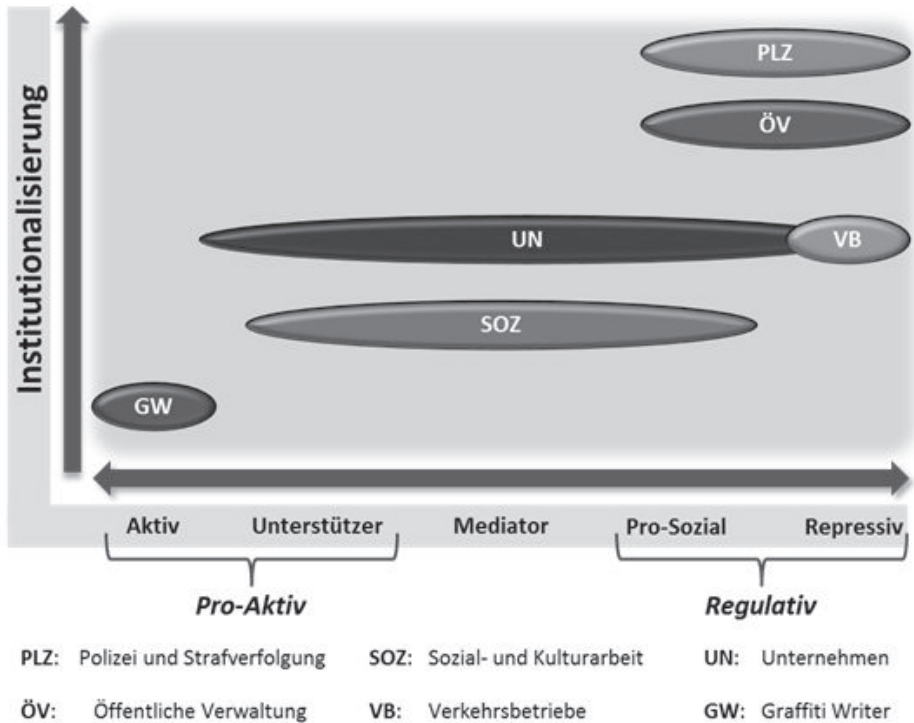 Institutionalisierung
PLZ
ÖV
UN
VB
SOZ
GW
Aktiv Unterstützer Mediator Pro-Sozial Repressiv
Pro-Aktiv Regulativ
PLZ: Polizei und Strafverfolgung SOZ: Sozial- und Kulturarbeit UN: Unternehmen
ÖV: Öffentliche Verwaltung VB: Verkehrsbetriebe GW: Graffiti Writer